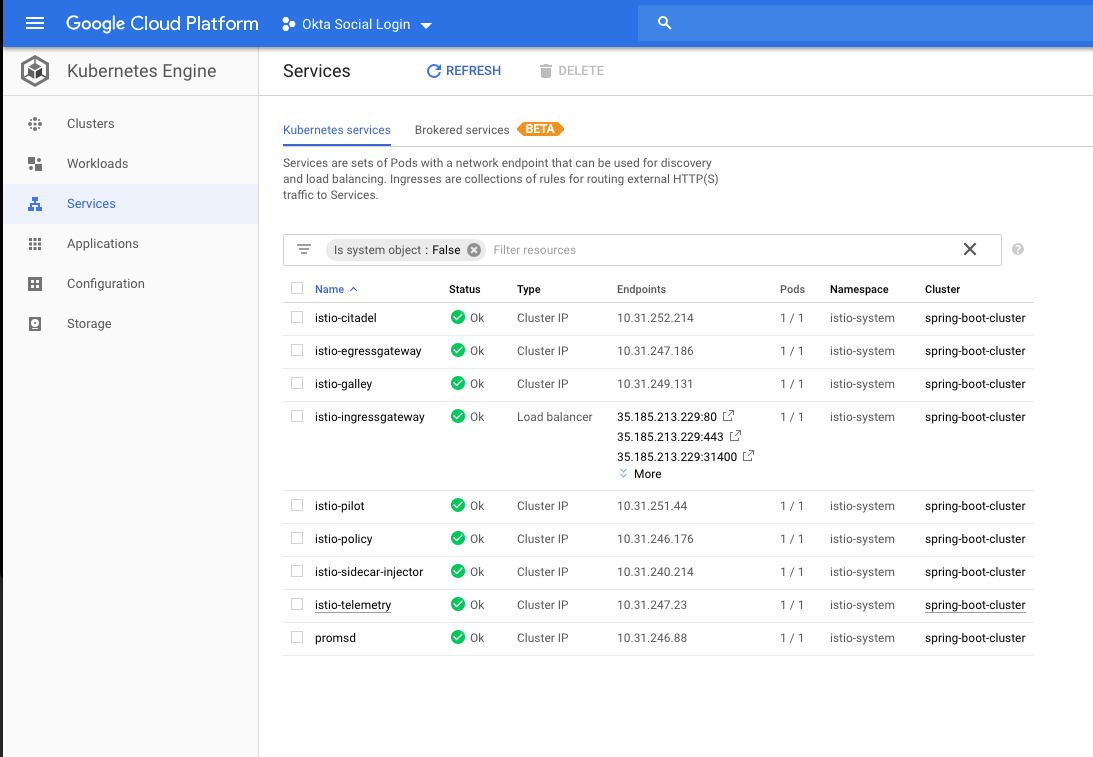 Google Cloud Platform Okta Social Login
Kubernetes Engine
Services REFRESH DELETE
Clusters
Workloads
Services
Applications
Configuration
Storage
Kubernetes services Brokered services BETA
Services are sets of Pods with a network endpoint that can be used for discovery
and load balancing. Ingresses are collections of rules for routing external HTTP(S)
traffic to Services.
Is system object : False Filter resources
Name Status Type Endpoints Pods Namespace Cluster
istio-citadel Ok Cluster IP 10.31.252.214 1 / 1 istio-system spring-boot-cluster
istio-egressgateway Ok Cluster IP 10.31.247.186 1 / 1 istio-system spring-boot-cluster
istio-galley Ok Cluster IP 10.31.249.131 1 / 1 istio-system spring-boot-cluster
istio-ingressgateway Ok Load balancer 35.185.213.229:80 1 / 1 istio-system spring-boot-cluster
35.185.213.229:443
35.185.213.229:31400
More
istio-pilot Ok Cluster IP 10.31.251.44 1 / 1 istio-system spring-boot-cluster
istio-policy Ok Cluster IP 10.31.246.176 1 / 1 istio-system spring-boot-cluster
istio-sidecar-injector Ok Cluster IP 10.31.240.214 1 / 1 istio-system spring-boot-cluster
istio-telemetry Ok Cluster IP 10.31.247.23 1 / 1 istio-system spring-boot-cluster
promsd Ok Cluster IP 10.31.246.88 1 / 1 istio-system spring-boot-cluster